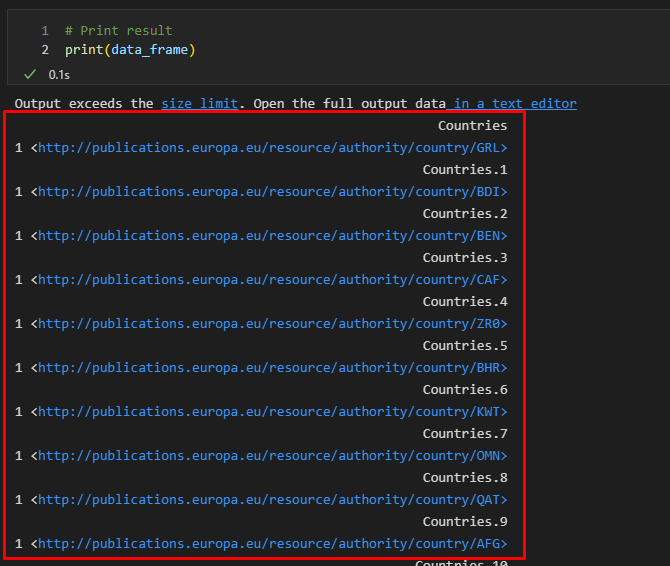 1 # Print result
2 print(data_frame)
0.1s
Output exceeds the size limit. Open the full output data in a text editor
Countries
1 <http://publications.europa.eu/resource/authority/country/GRL>
Countries.1
1 <http://publications.europa.eu/resource/authority/country/BDI>
Countries.2
1 <http://publications.europa.eu/resource/authority/country/BEN>
Countries.3
1 <http://publications.europa.eu/resource/authority/country/CAF>
Countries.4
1 <http://publications.europa.eu/resource/authority/country/ZR0>
Countries.5
1 <http://publications.europa.eu/resource/authority/country/BHR>
Countries.6
1 <http://publications.europa.eu/resource/authority/country/KWT>
Countries.7
1 <http://publications.europa.eu/resource/authority/country/OMN>
Countries.8
1 <http://publications.europa.eu/resource/authority/country/QAT>
Countries.9
1 <http://publications.europa.eu/resource/authority/country/AFG>
Countries.10